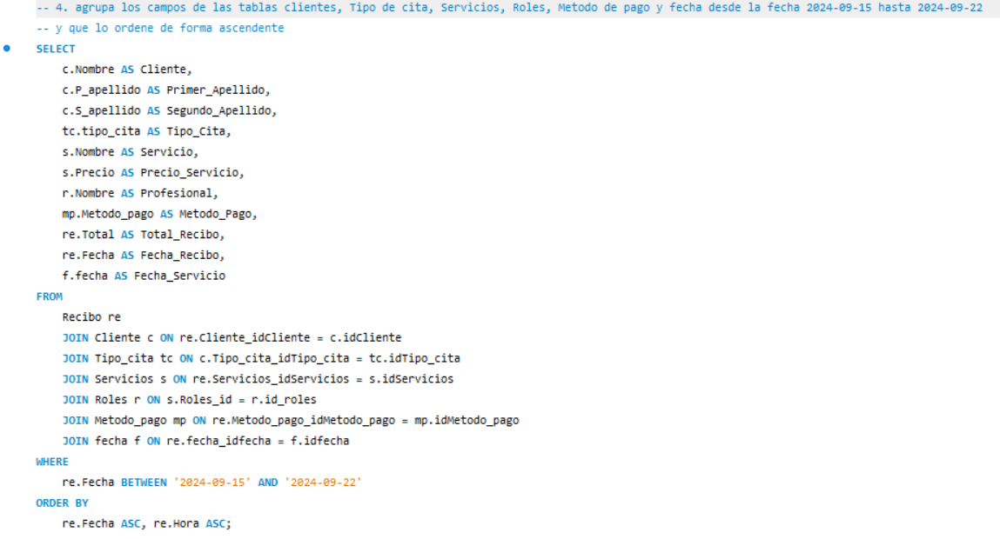 -- 4. agrupa los campos de las tablas clientes, Tipo de cita, Servicios, Roles, Metodo de pago y fecha desde la fecha 2024-09-15 hasta 2024-09-22
-- y que lo ordene de forma ascendente
SELECT
c.Nombre AS Cliente,
c.P_apellido AS Primer_Apellido,
c.S_apellido AS Segundo_Apellido,
tc.tipo_cita AS Tipo_Cita,
s.Nombre AS Servicio,
s.Precio AS Precio_Servicio,
r.Nombre AS Profesional,
mp.Metodo_pago AS Metodo_Pago,
re.Total AS Total_Recibo,
re.Fecha AS Fecha_Recibo,
f.fecha AS Fecha_Servicio
FROM
Recibo re
JOIN Cliente c ON re.Cliente_idCliente = c.idCliente
JOIN Tipo_cita tc ON c.Tipo_cita_idTipo_cita = tc.idTipo_cita
JOIN Servicios s ON re.Servicios_idServicios = s.idServicios
JOIN Roles r ON s.Roles_id = r.id_roles
JOIN Metodo_pago mp ON re.Metodo_pago_idMetodo_pago = mp.idMetodo_pago
JOIN fecha f ON re.fecha_idfecha = f.idfecha
WHERE
re.Fecha BETWEEN '2024-09-15' AND '2024-09-22'
ORDER BY
re.Fecha ASC, re.Hora ASC;